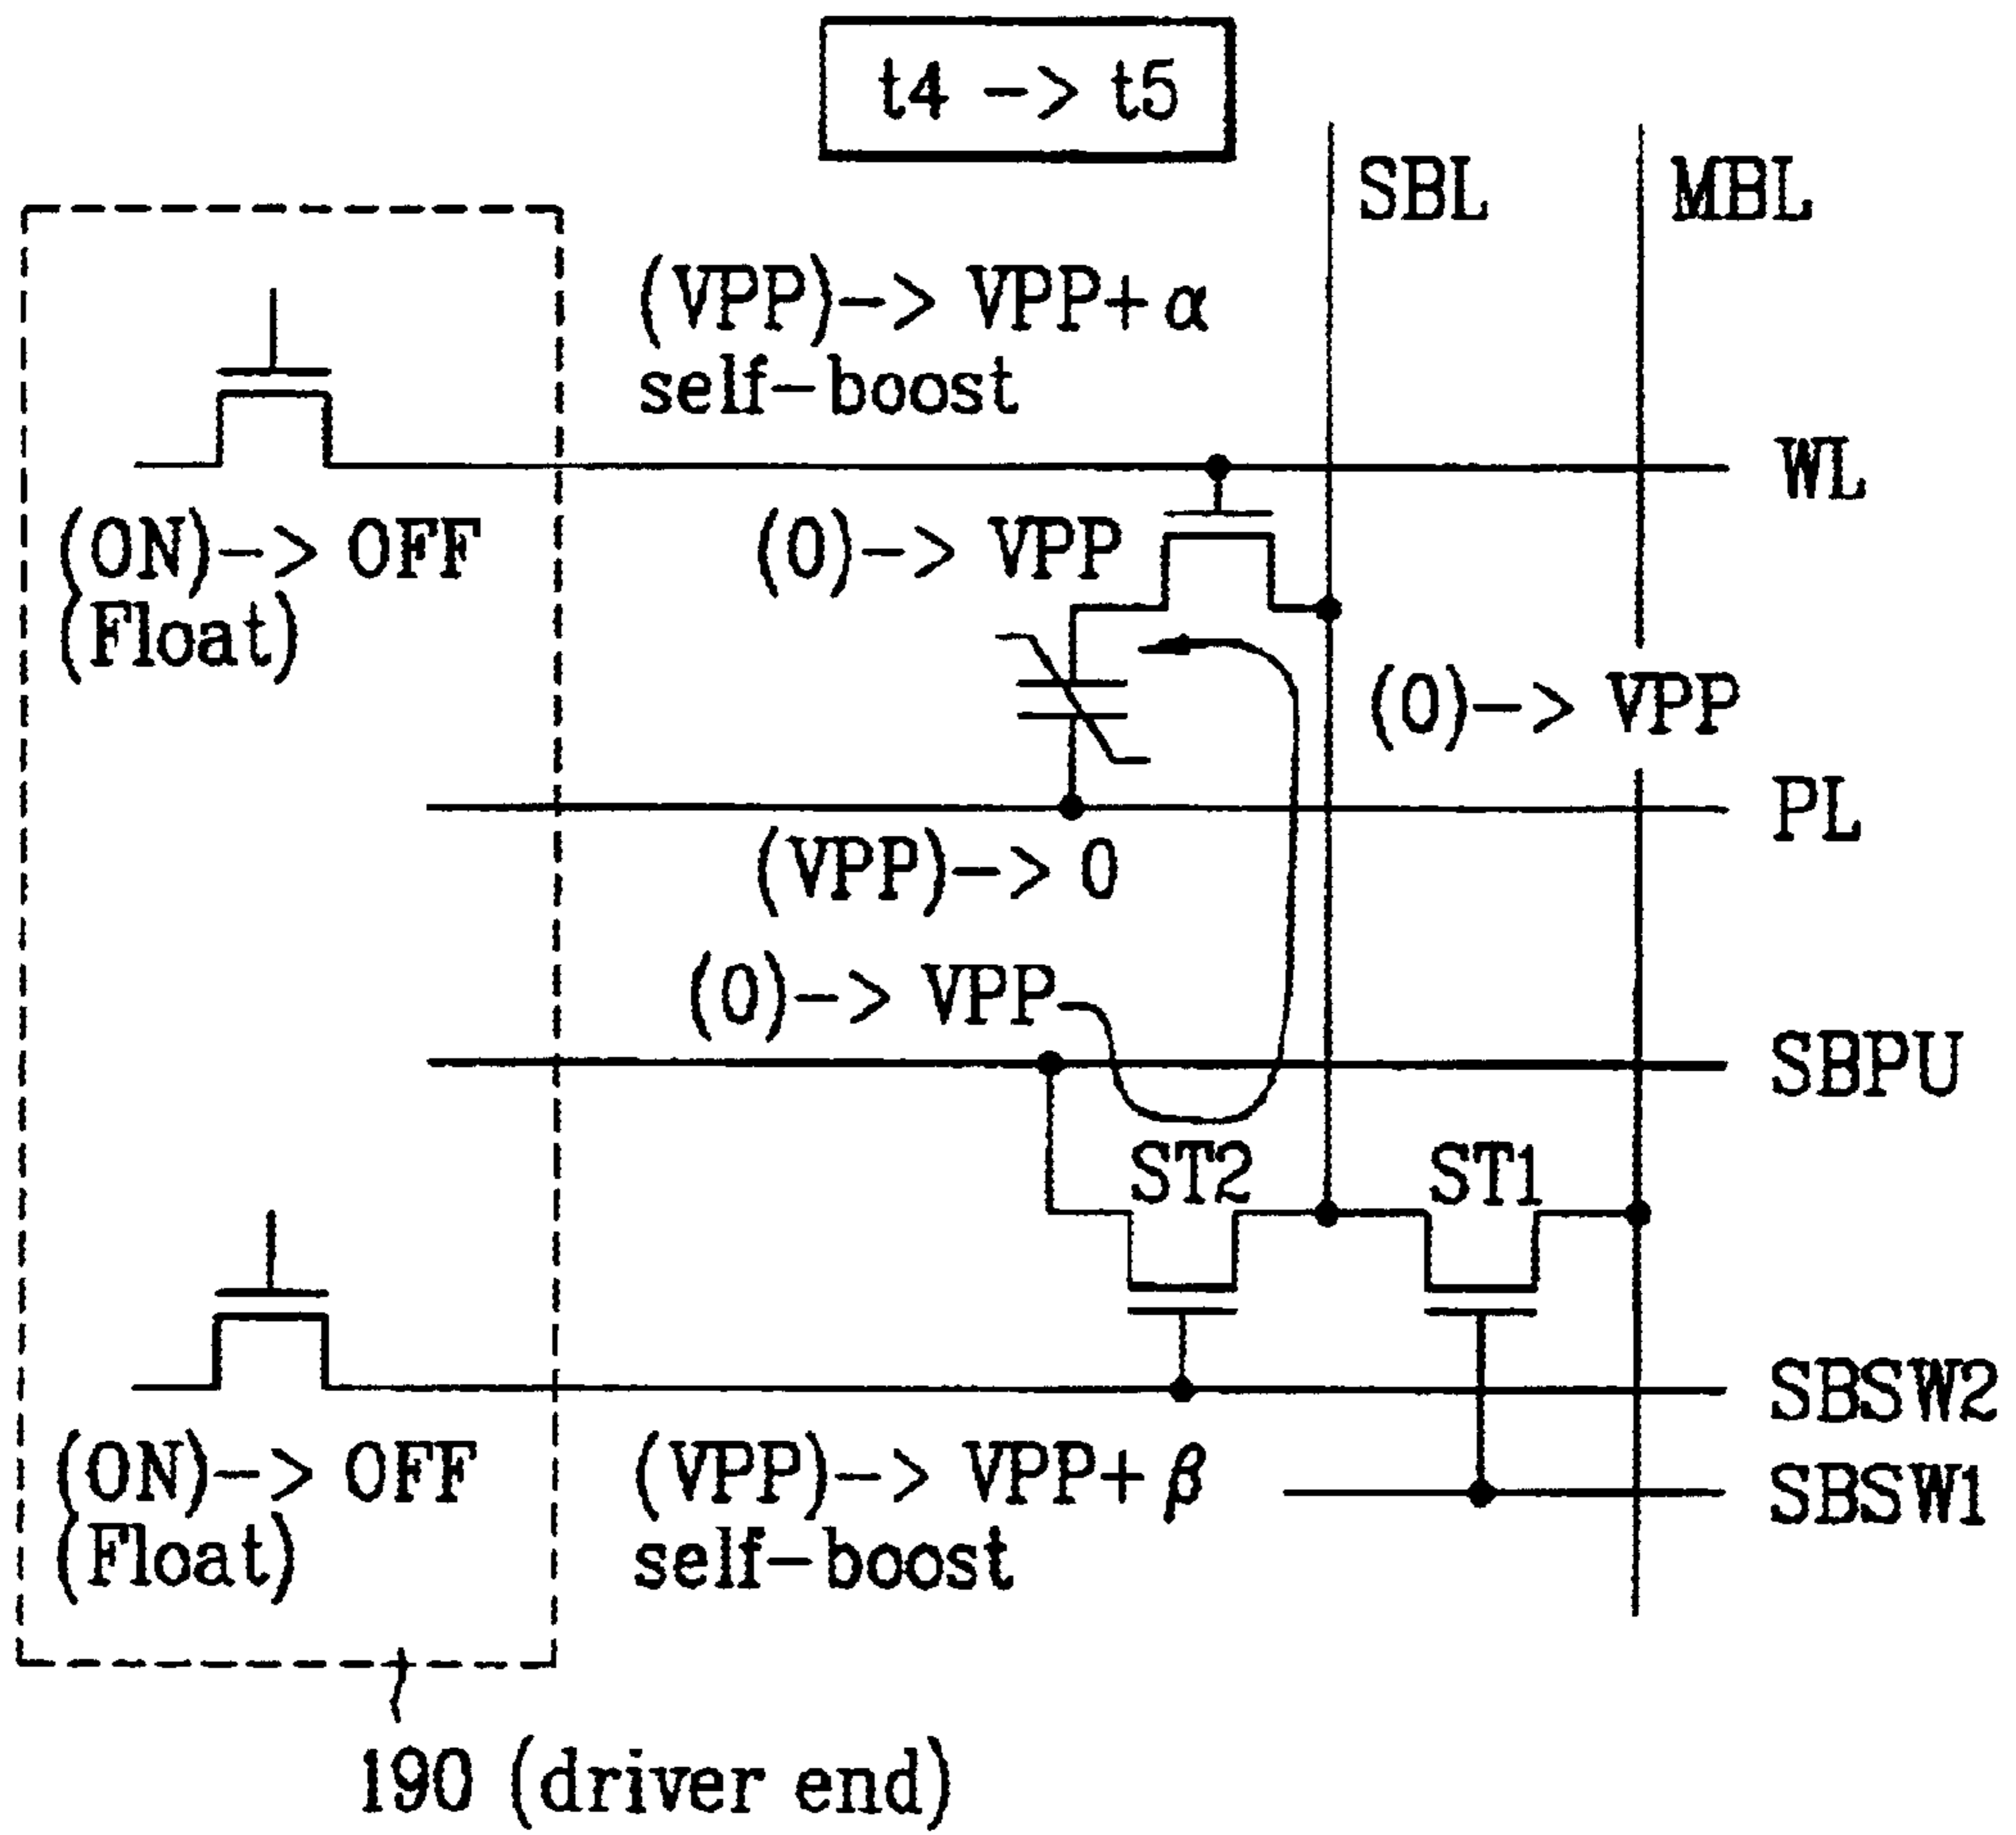 t4 -> t5
SBL
MBL
(VPP)-> VPP+α
self-boost
WL
(ON)-> OFF
(Float)
(0)-> VPP
(0)-> VPP
PL
(VPP)-> 0
(0)-> VPP
SBPU
ST2
ST1
SBSW2
(ON)-> OFF
(Float)
(VPP)-> VPP+β
self-boost
SBSW1
190 (driver end)